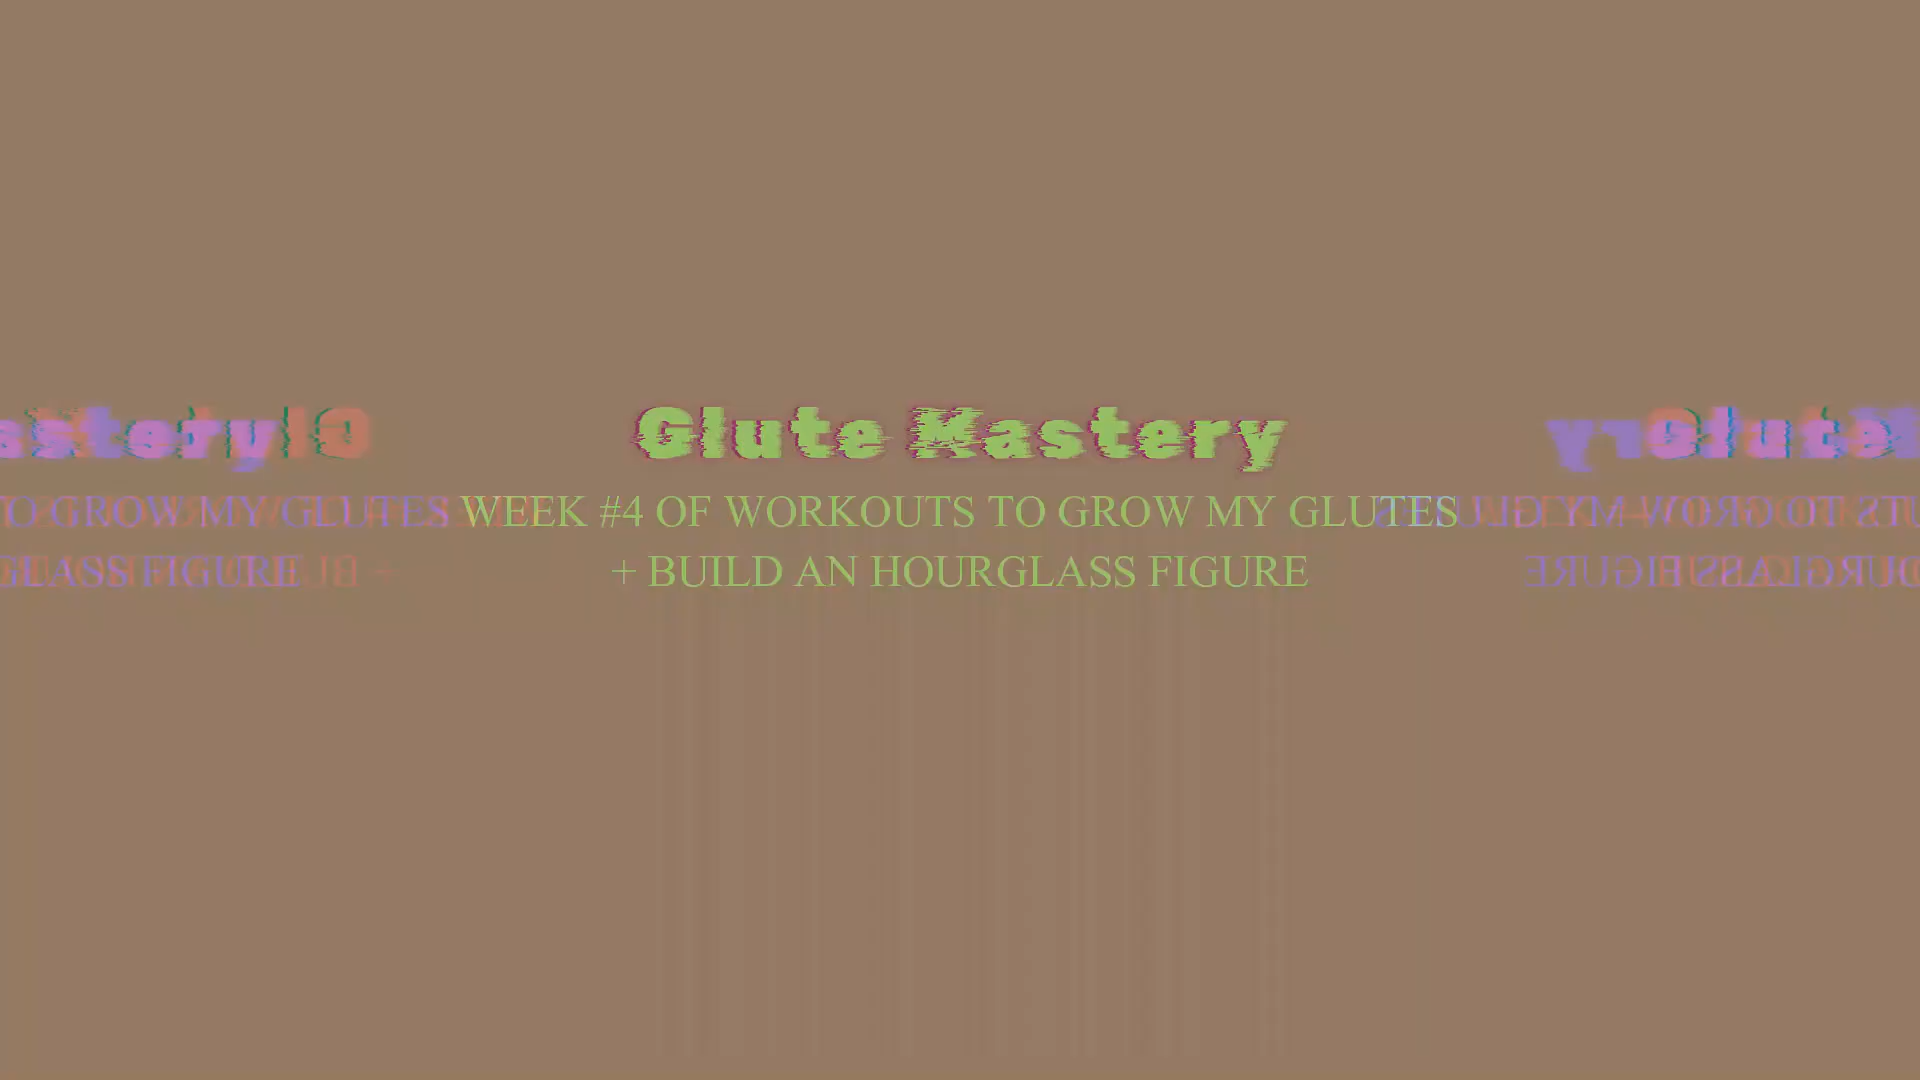 Glute Mastery
WEEK #4 OF WORKOUTS TO GROW MY GLUTES
+ BUILD AN HOURGLASS FIGURE